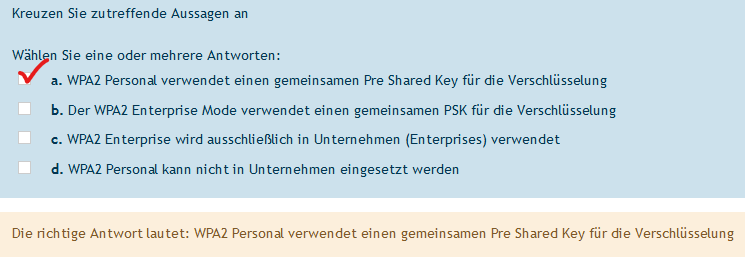 Kreuzen Sie zutreffende Aussagen an
Wählen Sie eine oder mehrere Antworten:
a. WPA2 Personal verwendet einen gemeinsamen Pre Shared Key für die Verschlüsselung
b. Der WPA2 Enterprise Mode verwendet einen gemeinsamen PSK für die Verschlüsselung
c. WPA2 Enterprise wird ausschließlich in Unternehmen (Enterprises) verwendet
d. WPA2 Personal kann nicht in Unternehmen eingesetzt werden
Die richtige Antwort lautet: WPA2 Personal verwendet einen gemeinsamen Pre Shared Key für die Verschlüsselung